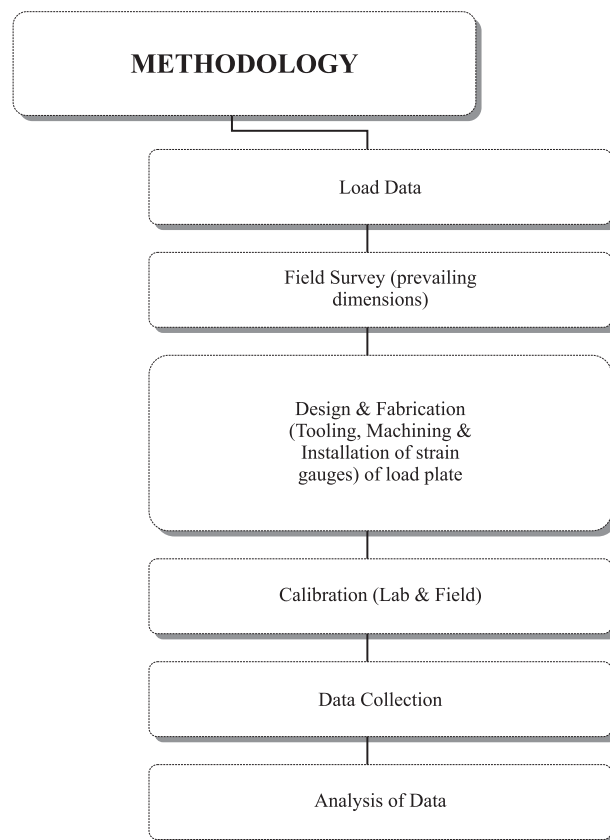 METHODOLOGY
Load Data
Field Survey (prevailing
dimensions)
Design & Fabrication
(Tooling, Machining &
Installation of strain
gauges) of load plate
Calibration (Lab & Field)
Data Collection
Analysis of Data